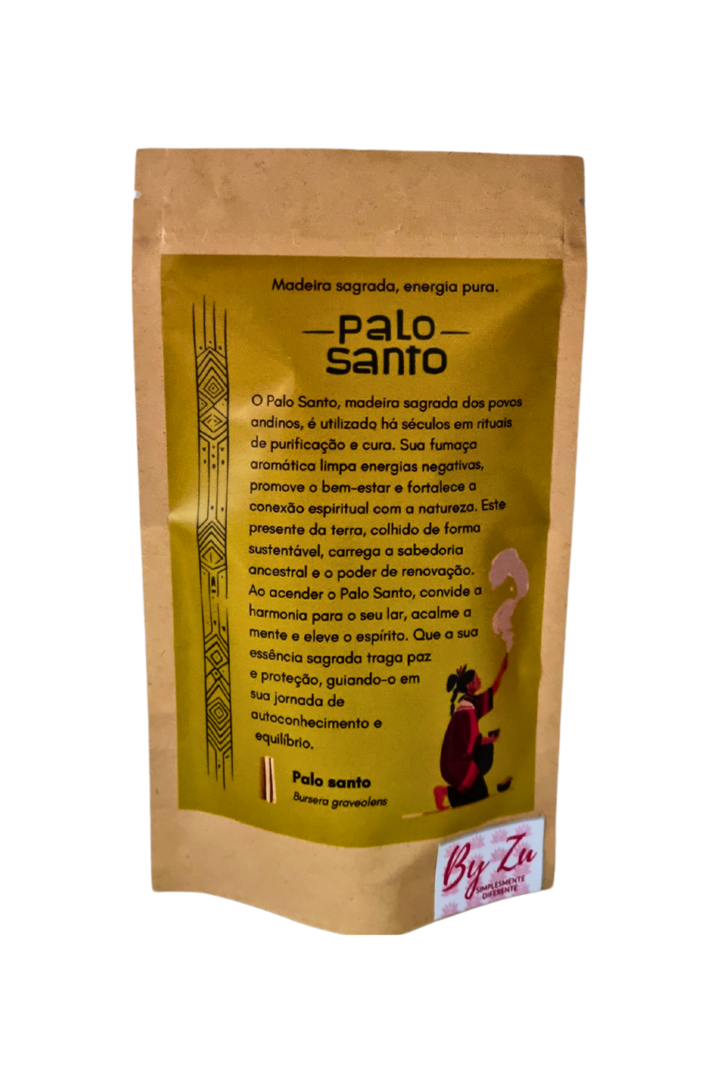 Madeira sagrada, energia pura.
palo
santo
O Palo Santo, madeira sagrada dos povos
andinos, é utilizado há séculos em rituais
de purificação e cura. Sua fumaça
aromática limpa energias negativas,
promove o bem-estar e fortalece a
conexão espiritual com a natureza. Este
presente da terra, colhido de forma
sustentável, carrega a sabedoria
ancestral e o poder de renovação.
Ao acender o Palo Santo, convide a
harmonia para o seu lar, acalme a
mente e eleve o espírito. Que a sua
essência sagrada traga paz
e proteção, guiando-o em
sua jornada de
autoconhecimento e
equilíbrio.
Palo santo
Bursera graveolens
By Zu
SIMPLESMENTE
DIFERENTE